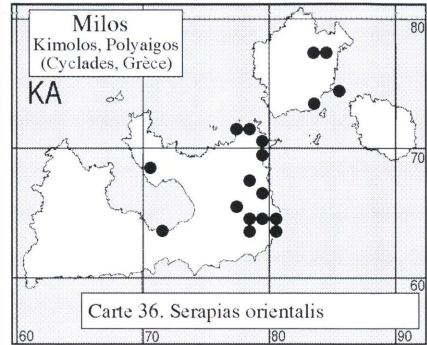 Milos
Kimolos, Polyaigos
(Cyclades, Grèce)
KA
80
70
60
Carte 36. Serapias orientalis
60
70
80
90